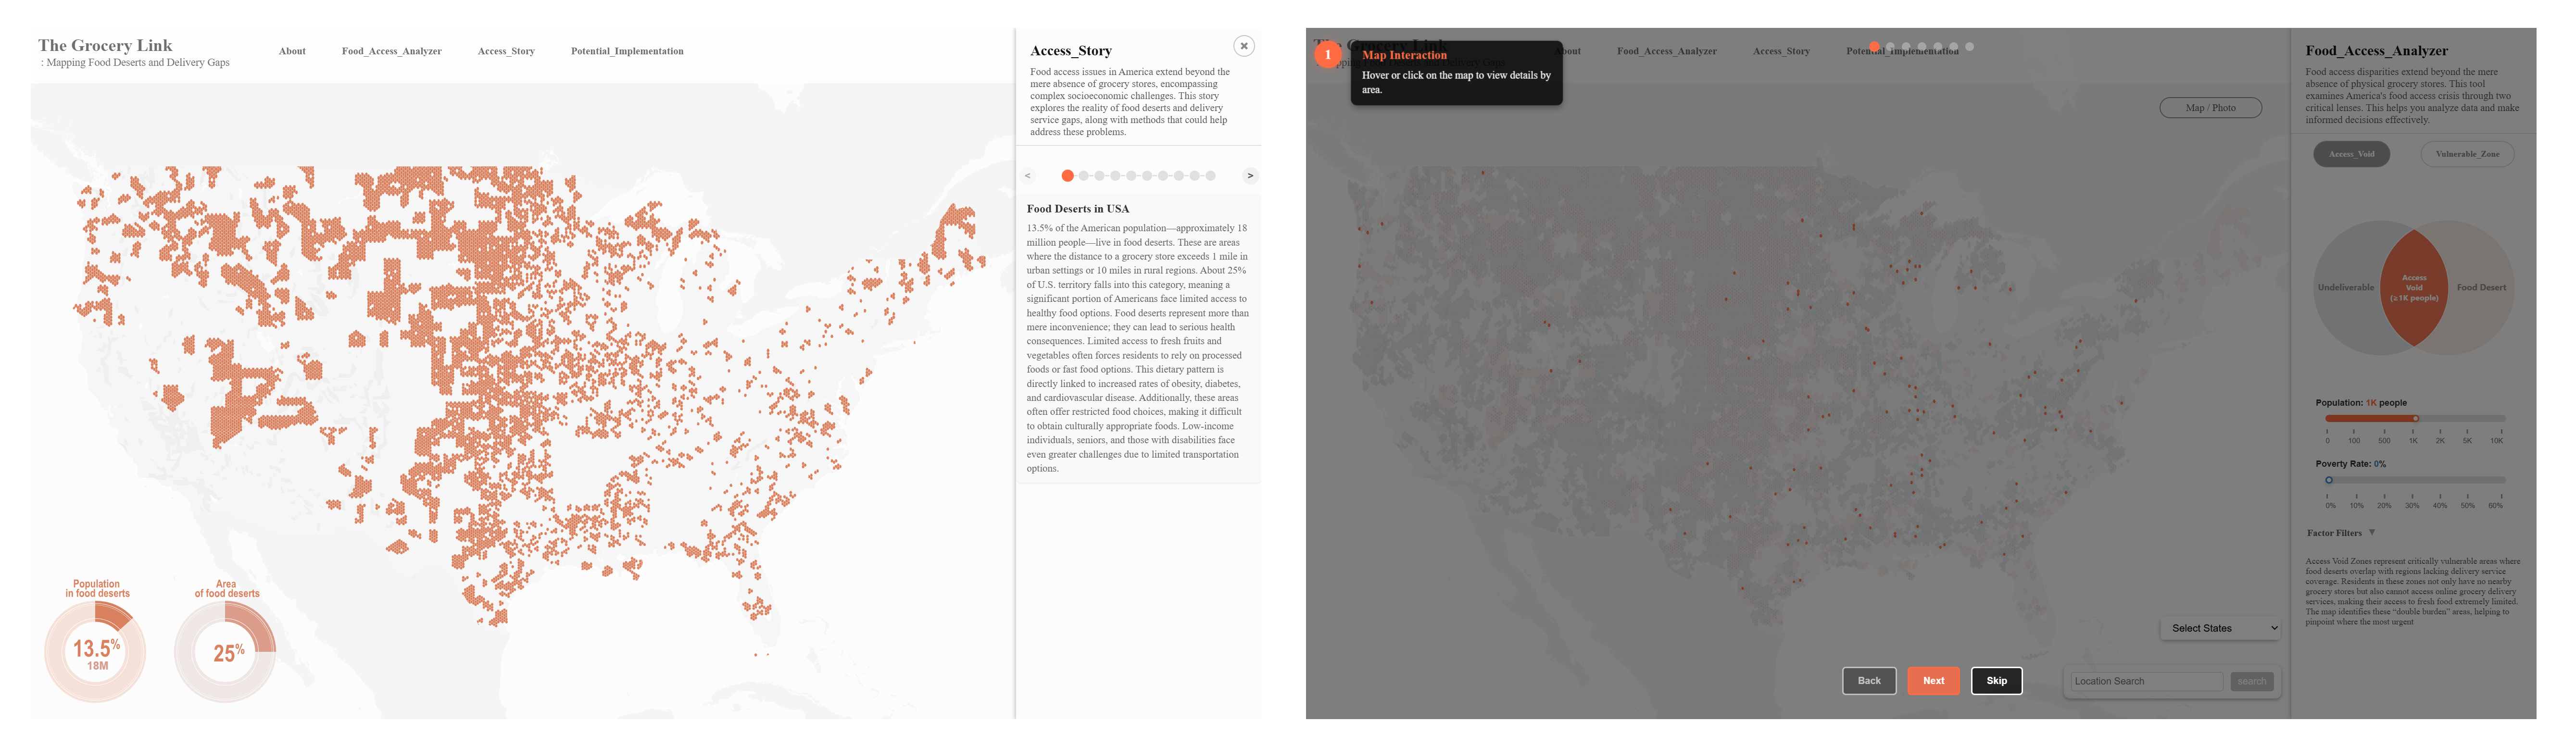 The Grocery Link
: Mapping Food Deserts and Delivery Gaps
About
Food_Access_Analyzer
Access_Story
Potential_Implementation
Access_Story
Food access issues in America extend beyond the
mere absence of grocery stores, encompassing
complex socioeconomic challenges. This story
explores the reality of food deserts and delivery
service gaps, along with methods that could help
address these problems.
<
>
Food Deserts in USA
13.5% of the American population—approximately 18
million people—live in food deserts. These are areas
where the distance to a grocery store exceeds 1 mile in
urban settings or 10 miles in rural regions. About 25%
of U.S. territory falls into this category, meaning a
significant portion of Americans face limited access to
healthy food options. Food deserts represent more than
mere inconvenience; they can lead to serious health
consequences. Limited access to fresh fruits and
vegetables often forces residents to rely on processed
foods or fast food options. This dietary pattern is
directly linked to increased rates of obesity, diabetes,
and cardiovascular disease. Additionally, these areas
often offer restricted food choices, making it difficult
to obtain culturally appropriate foods. Low-income
individuals, seniors, and those with disabilities face
even greater challenges due to limited transportation
options.
Population
in food deserts
13.5%
18M
Area
of food deserts
25%
1
Map Interaction
Hover or click on the map to view details by
area.
About
Food_Access_Analyzer
Access_Story
Potential_Implementation
Map / Photo
Food_Access_Analyzer
Food access disparities extend beyond the mere
absence of physical grocery stores. This tool
examines America's food access crisis through two
critical lenses. This helps you analyze data and make
informed decisions effectively.
Access_Void
Vulnerable_Zone
Undeliverable
Access
Void
(≥1K people)
Food Desert
Population: 1K people
0 100 500 1K 2K 5K 10K
Poverty Rate: 0%
0% 10% 20% 30% 40% 50% 60%
Factor Filters ▼
Access Void Zones represent critically vulnerable areas where
food deserts overlap with regions lacking delivery service
coverage. Residents in these zones not only have no nearby
grocery stores but also cannot access online grocery delivery
services, making their access to fresh food extremely limited.
The map identifies these “double burden” areas, helping to
pinpoint where the most urgent
Select States
Location Search
search
Back
Next
Skip